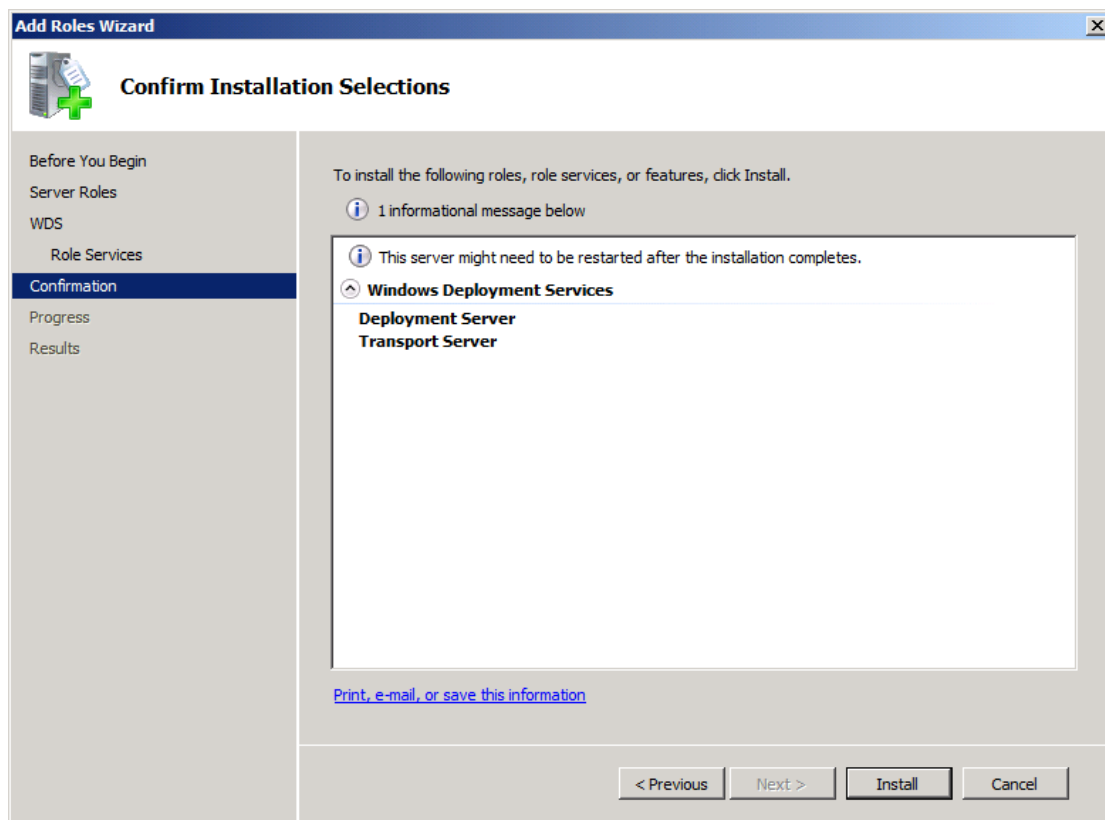 Add Roles Wizard
Confirm Installation Selections
Before You Begin
Server Roles
WDS
Role Services
Confirmation
Progress
Results
To install the following roles, role services, or features, click Install.
1 informational message below
This server might need to be restarted after the installation completes.
Windows Deployment Services
Deployment Server
Transport Server
Print, e-mail, or save this information
< Previous
Next >
Install
Cancel